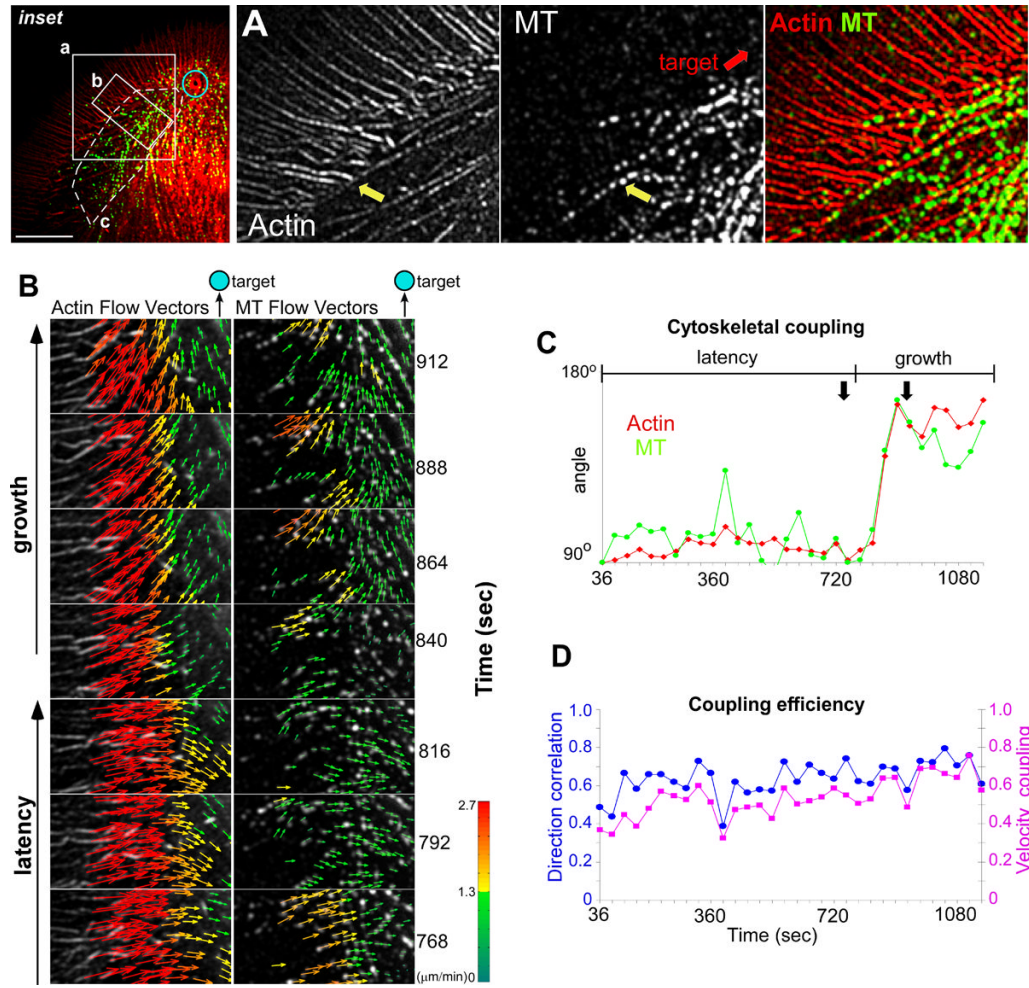 inset
a
b
c
A
Actin
MT
target
Actin MT
B
target
target
Actin Flow Vectors
MT Flow Vectors
growth
latency
912
888
864
840
816
792
768
Time (sec)
2.7
1.3
(μm/min)0
C
Cytoskeletal coupling
latency
growth
180º
angle
90º
Actin
MT
36
360
720
1080
D
Coupling efficiency
Direction correlation
1.0
0.8
0.6
0.4
0.2
0
Velocity coupling
1.0
0.8
0.6
0.4
0.2
0
36
360
720
1080
Time (sec)